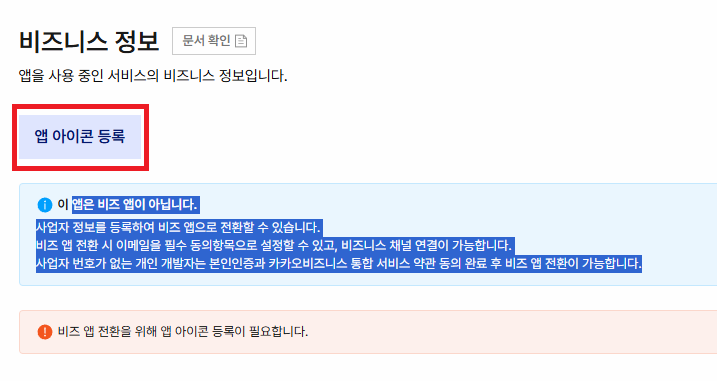 비즈니스 정보
문서 확인
앱을 사용 중인 서비스의 비즈니스 정보입니다.
앱 아이콘 등록
이 앱은 비즈 앱이 아닙니다.
사업자 정보를 등록하여 비즈 앱으로 전환할 수 있습니다.
비즈 앱 전환 시 이메일을 필수 동의항목으로 설정할 수 있고, 비즈니스 채널 연결이 가능합니다.
사업자 번호가 없는 개인 개발자는 본인인증과 카카오비즈니스 통합 서비스 약관 동의 완료 후 비즈 앱 전환이 가능합니다.
비즈 앱 전환을 위해 앱 아이콘 등록이 필요합니다.